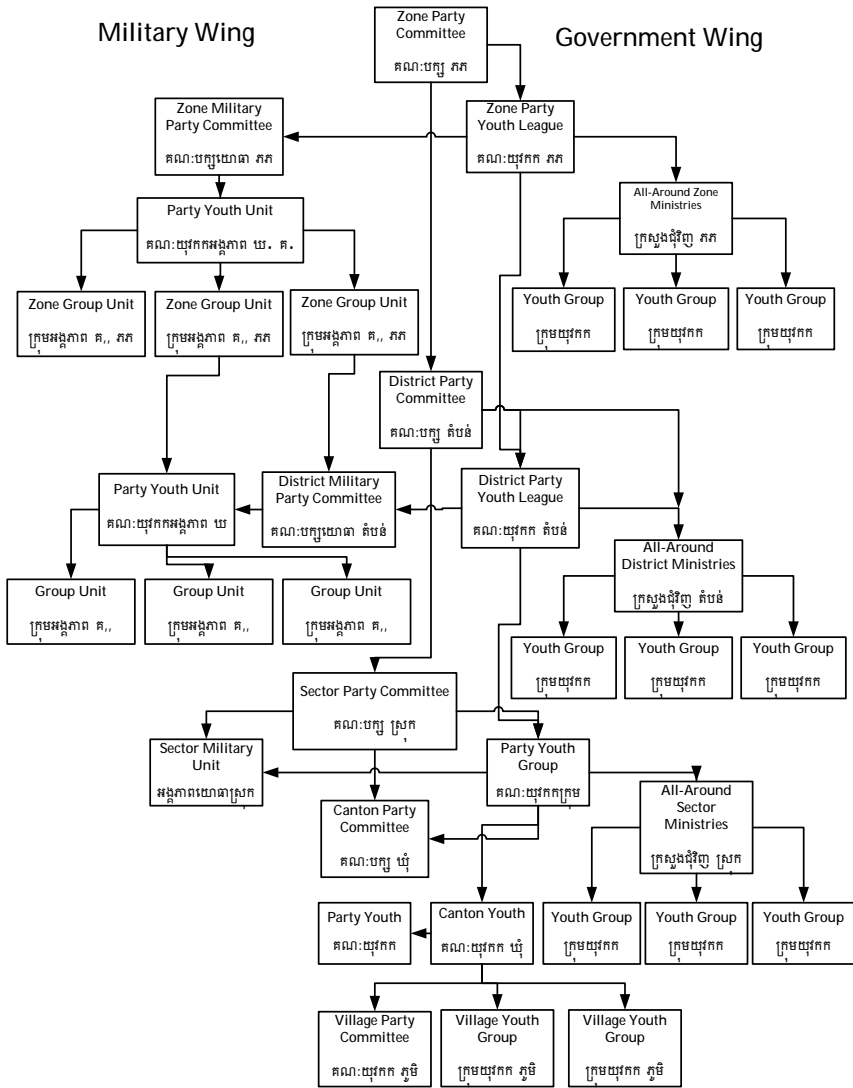 Military Wing
Government Wing
Zone Party
Committee
គណ:បក្ស ភភ
Zone Military
Party Committee
គណ:បក្សយោធា ភភ
Zone Party
Youth League
គណ:យុវកក ភភ
Party Youth Unit
គណ:យុវកកអង្គភាព ឃ. គ.
All-Around Zone
Ministries
ក្រសួងជុំវិញ ភភ
Zone Group Unit
ក្រុមអង្គភាព គ,, ភភ
Zone Group Unit
ក្រុមអង្គភាព គ,, ភភ
Zone Group Unit
ក្រុមអង្គភាព គ,, ភភ
Youth Group
ក្រុមយុវកក
Youth Group
ក្រុមយុវកក
Youth Group
ក្រុមយុវកក
District Party
Committee
គណ:បក្ស តំបន់
Party Youth Unit
គណ:យុវកកអង្គភាព ឃ
District Military
Party Committee
គណ:បក្សយោធា តំបន់
District Party
Youth League
គណ:យុវកក តំបន់
All-Around
District Ministries
ក្រសួងជុំវិញ តំបន់
Group Unit
ក្រុមអង្គភាព គ,,
Group Unit
ក្រុមអង្គភាព គ,,
Group Unit
ក្រុមអង្គភាព គ,,
Youth Group
ក្រុមយុវកក
Youth Group
ក្រុមយុវកក
Youth Group
ក្រុមយុវកក
Sector Party Committee
គណ:បក្ស ស្រុក
Sector Military
Unit
អង្គភាពយោធាស្រុក
Party Youth
Group
គណ:យុវកកក្រុម
All-Around
Sector
Ministries
ក្រសួងជុំវិញ ស្រុក
Canton Party
Committee
គណ:បក្ស ឃុំ
Party Youth
គណ:យុវកក
Canton Youth
គណ:យុវកក ឃុំ
Youth Group
ក្រុមយុវកក
Youth Group
ក្រុមយុវកក
Youth Group
ក្រុមយុវកក
Village Party
Committee
គណ:យុវកក ភូមិ
Village Youth
Group
ក្រុមយុវកក ភូមិ
Village Youth
Group
ក្រុមយុវកក ភូមិ